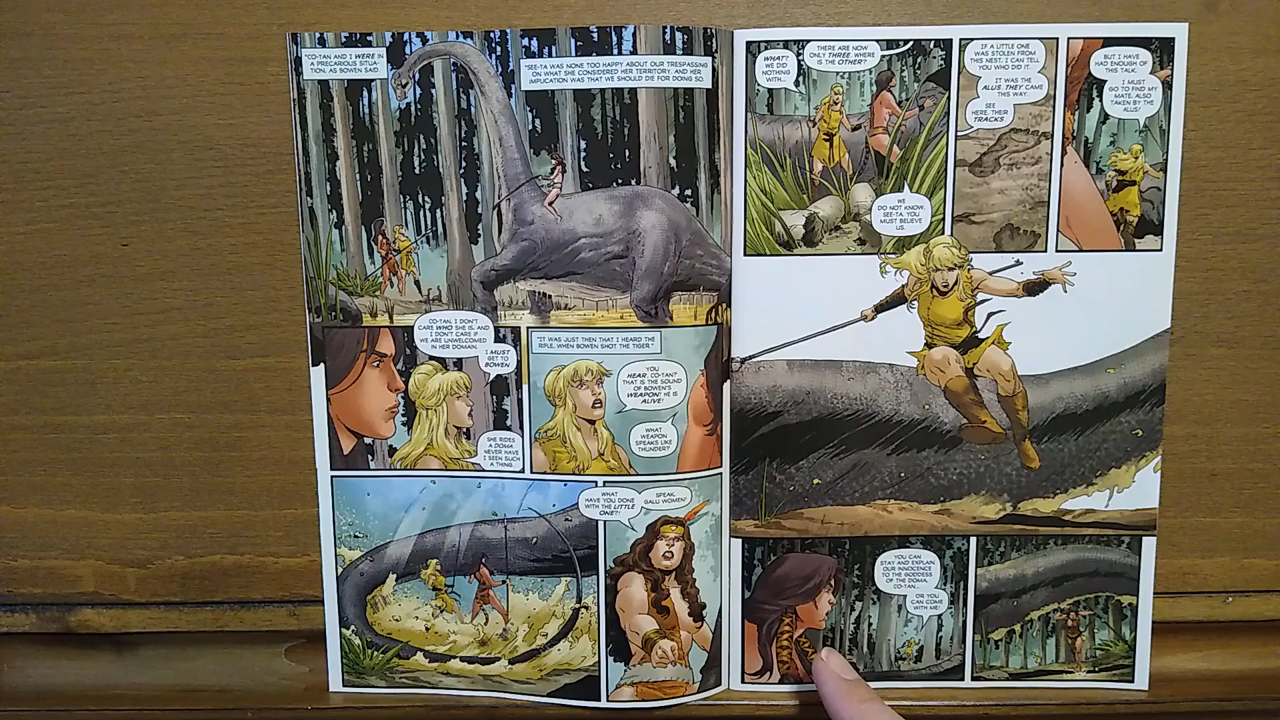 "CO-TAN AND I WERE IN
A PRECARIOUS SITUA-
TION, AS BOWEN SAID.
"SEE-TA WAS NONE TOO HAPPY ABOUT OUR TRESPASSING
ON WHAT SHE CONSIDERED HER TERRITORY. AND HER
IMPLICATION WAS THAT WE SHOULD DIE FOR DOING SO.
CO-TAN, I DON'T
CARE WHO SHE IS, AND
I DON'T CARE IF
WE ARE UNWELCOMED
IN HER DOMAIN.
I MUST
GET TO
BOWEN.
SHE RIDES
A DOMA.
NEVER HAVE
I SEEN SUCH
A THING.
"IT WAS JUST THEN THAT I HEARD THE
RIFLE, WHEN BOWEN SHOT THE TIGER."
YOU
HEAR, CO-TAN?
THAT IS THE SOUND
OF BOWEN'S
WEAPON! HE IS
ALIVE!
WHAT
WEAPON
SPEAKS LIKE
THUNDER?
WHAT
HAVE YOU DONE
WITH THE LITTLE
ONE?!
SPEAK,
GALU WOMEN!
THERE ARE NOW
ONLY THREE. WHERE
IS THE OTHER?
WHAT?
WE DID
NOTHING
WITH...
WE
DO NOT KNOW,
SEE-TA. YOU
MUST BELIEVE
US.
IF A LITTLE ONE
WAS STOLEN FROM
THIS NEST, I CAN TELL
YOU WHO DID IT.
IT WAS THE
ALUS. THEY CAME
THIS WAY.
SEE
HERE, THEIR
TRACKS.
BUT I HAVE
HAD ENOUGH OF
THIS TALK.
I MUST
GO TO FIND MY
MATE, ALSO
TAKEN BY THE
ALUS!
YOU CAN
STAY AND EXPLAIN
OUR INNOCENCE
TO THE GODDESS
OF THE DOMA,
CO-TAN...
OR YOU
CAN COME
WITH ME!